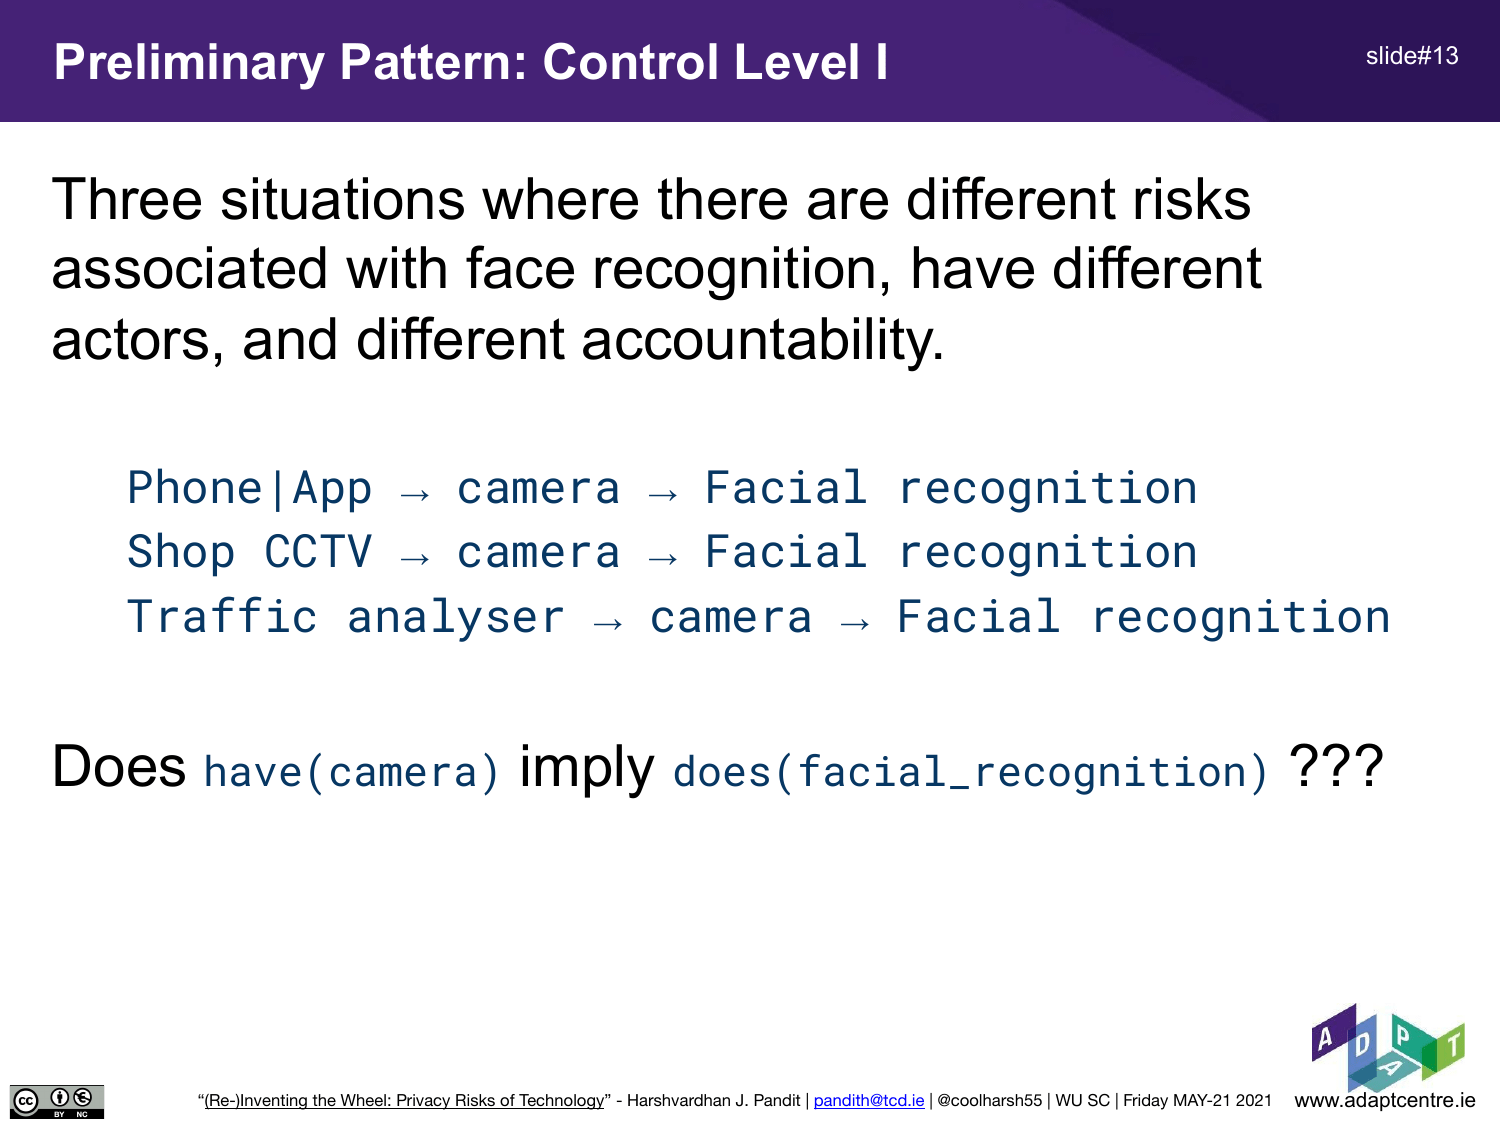 Preliminary Pattern: Control Level I
slide#13
Three situations where there are different risks
associated with face recognition, have different
actors, and different accountability.
Phone|App → camera → Facial recognition
Shop CCTV → camera → Facial recognition
Traffic analyser → camera → Facial recognition
Does have(camera) imply does(facial_recognition) ???
ADAPT
cc BY NC
“(Re-)Inventing the Wheel: Privacy Risks of Technology” - Harshvardhan J. Pandit | pandith@tcd.ie | @coolharsh55 | WU SC | Friday MAY-21 2021
www.adaptcentre.ie